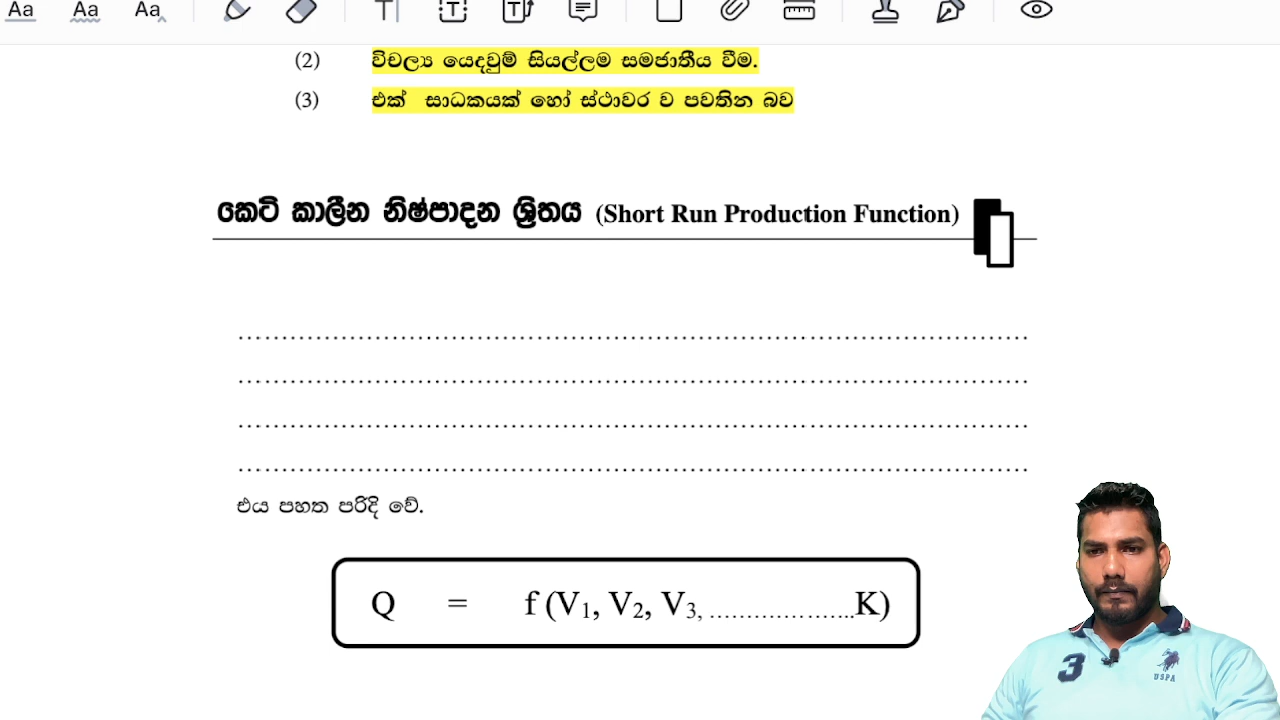 Aa Aa Aa T T T
(2) විචල්‍ය යෙදවුම් සියල්ලම සමජාතීය වීම.
(3) එක් සාධකයක් හෝ ස්ථාවර ව පවතින බව
කෙටි කාලීන නිෂ්පාදන ශ්‍රිතය (Short Run Production Function)
................................................................................
................................................................................
................................................................................
................................................................................
එය පහත පරිදි වේ.
Q = f (V₁, V₂, V₃, ....................K)
3 USPA